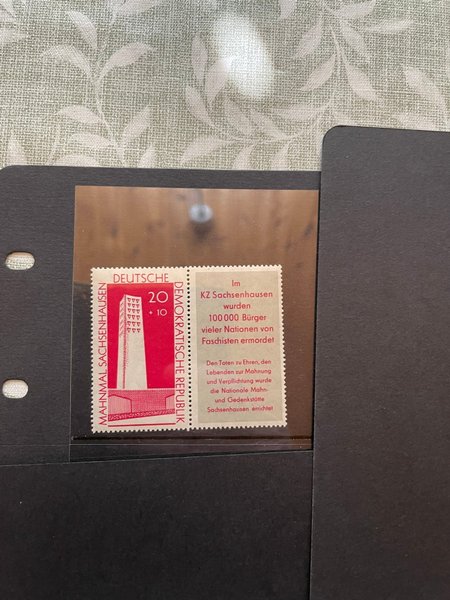 MAHNMAL SACHSENHAUSEN
DEUTSCHE
DEMOKRATISCHE REPUBLIK
20
+ 10
Im
KZ Sachsenhausen
wurden
100 000 Bürger
vieler Nationen von
Faschisten ermordet
Den Toten zu Ehren, den
Lebenden zur Mahnung
und Verpflichtung wurde
die Nationale Mahn-
und Gedenkstätte
Sachsenhausen errichtet